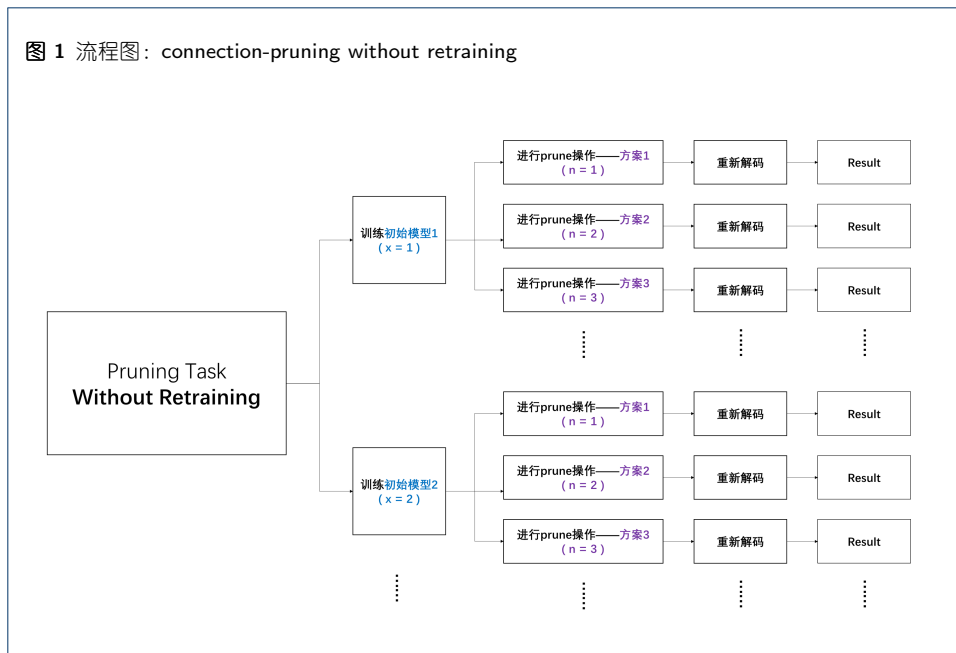 图 1 流程图：connection-pruning without retraining
Pruning Task
Without Retraining
训练初始模型1
( x = 1 )
进行prune操作——方案1
( n = 1 )
重新解码
Result
进行prune操作——方案2
( n = 2 )
重新解码
Result
进行prune操作——方案3
( n = 3 )
重新解码
Result
训练初始模型2
( x = 2 )
进行prune操作——方案1
( n = 1 )
重新解码
Result
进行prune操作——方案2
( n = 2 )
重新解码
Result
进行prune操作——方案3
( n = 3 )
重新解码
Result